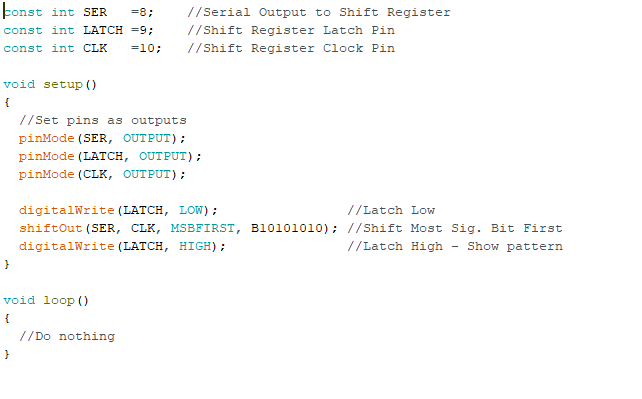 const int SER   =8;    //Serial Output to Shift Register
const int LATCH =9;    //Shift Register Latch Pin
const int CLK   =10;   //Shift Register Clock Pin

void setup()
{
  //Set pins as outputs
  pinMode(SER, OUTPUT);
  pinMode(LATCH, OUTPUT);
  pinMode(CLK, OUTPUT);

  digitalWrite(LATCH, LOW);                //Latch Low
  shiftOut(SER, CLK, MSBFIRST, B10101010); //Shift Most Sig. Bit First
  digitalWrite(LATCH, HIGH);               //Latch High - Show pattern
}

void loop()
{
  //Do nothing
}